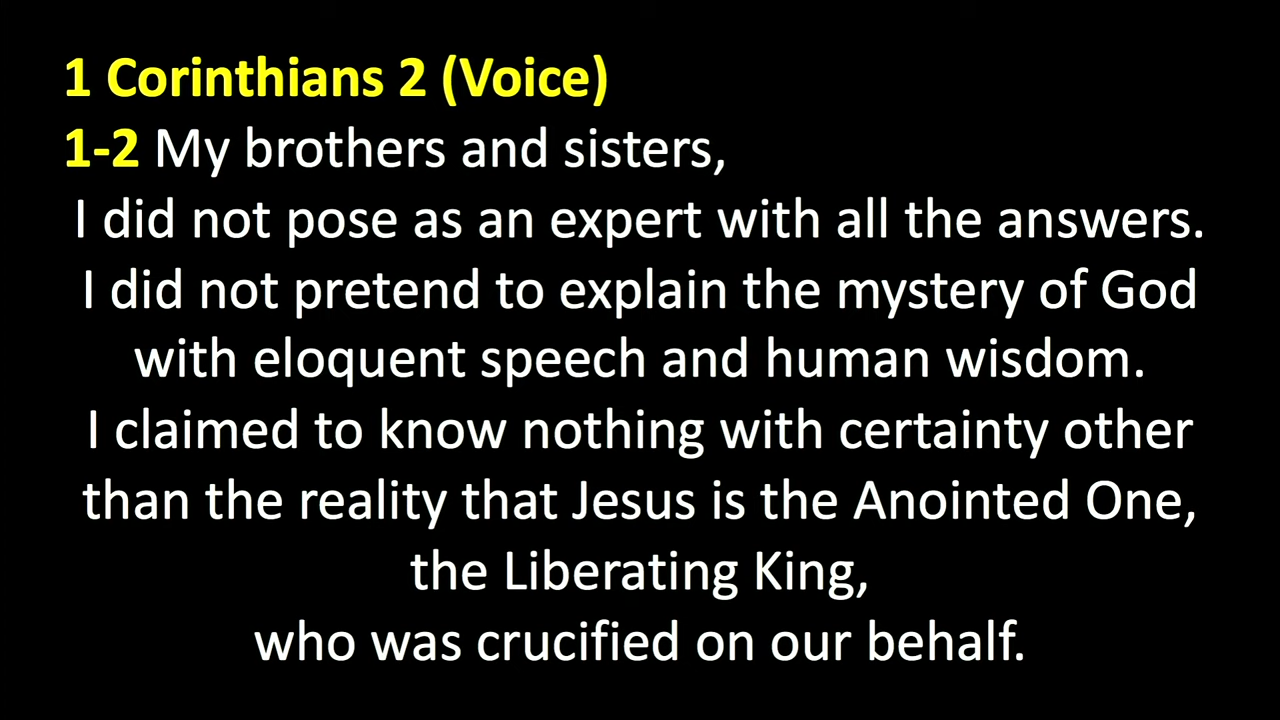 1 Corinthians 2 (Voice)
1-2 My brothers and sisters,
I did not pose as an expert with all the answers.
I did not pretend to explain the mystery of God
with eloquent speech and human wisdom.
I claimed to know nothing with certainty other
than the reality that Jesus is the Anointed One,
the Liberating King,
who was crucified on our behalf.